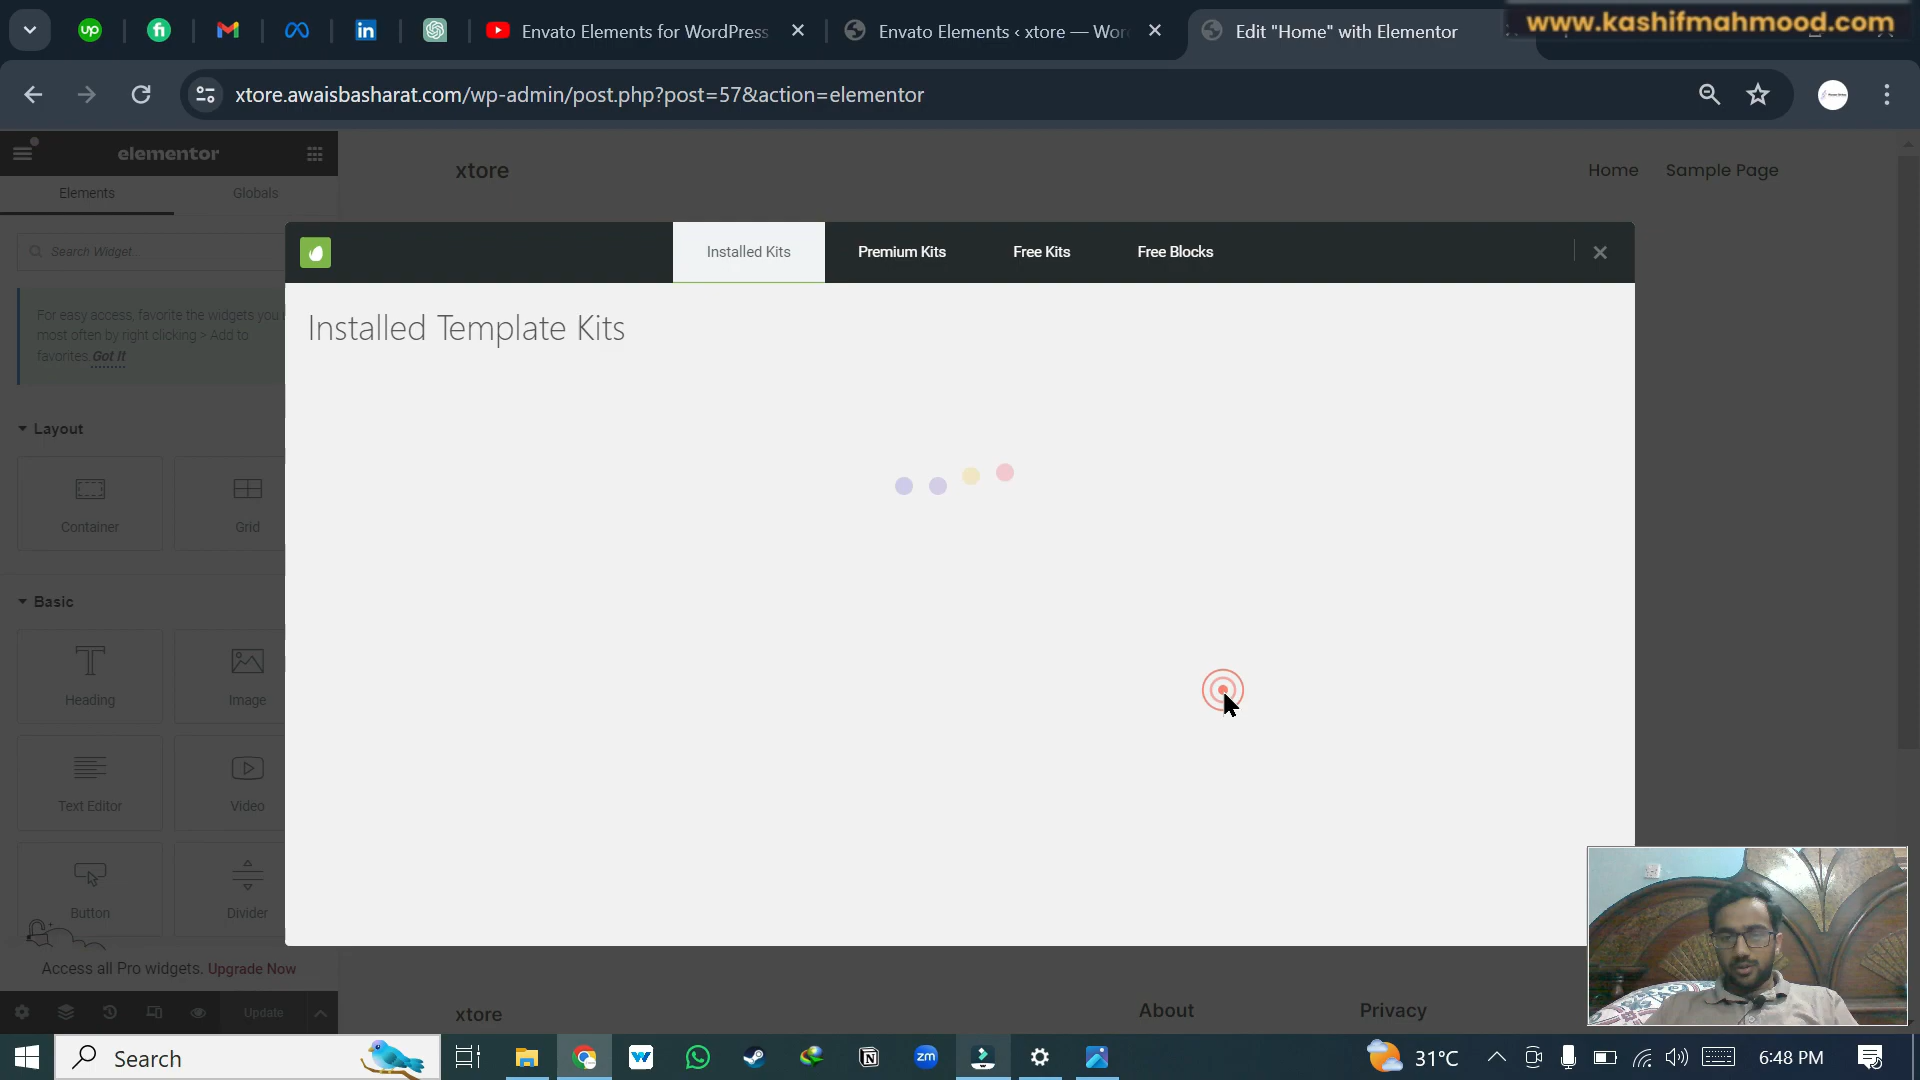 www.kashifmahmood.com
Envato Elements for WordPress
Envato Elements ‹ xtore — Wor
Edit "Home" with Elementor
xtore.awaisbasharat.com/wp-admin/post.php?post=57&action=elementor
elementor
Elements
Globals
Search Widget...
For easy access, favorite the widgets you
most often by right clicking > Add to
favorites. Got It
Layout
Container
Grid
Basic
Heading
Image
Text Editor
Video
Button
Divider
Access all Pro widgets. Upgrade Now
Update
xtore
Home
Sample Page
Installed Kits
Premium Kits
Free Kits
Free Blocks
Installed Template Kits
xtore
About
Privacy
Search
31°C
6:48 PM